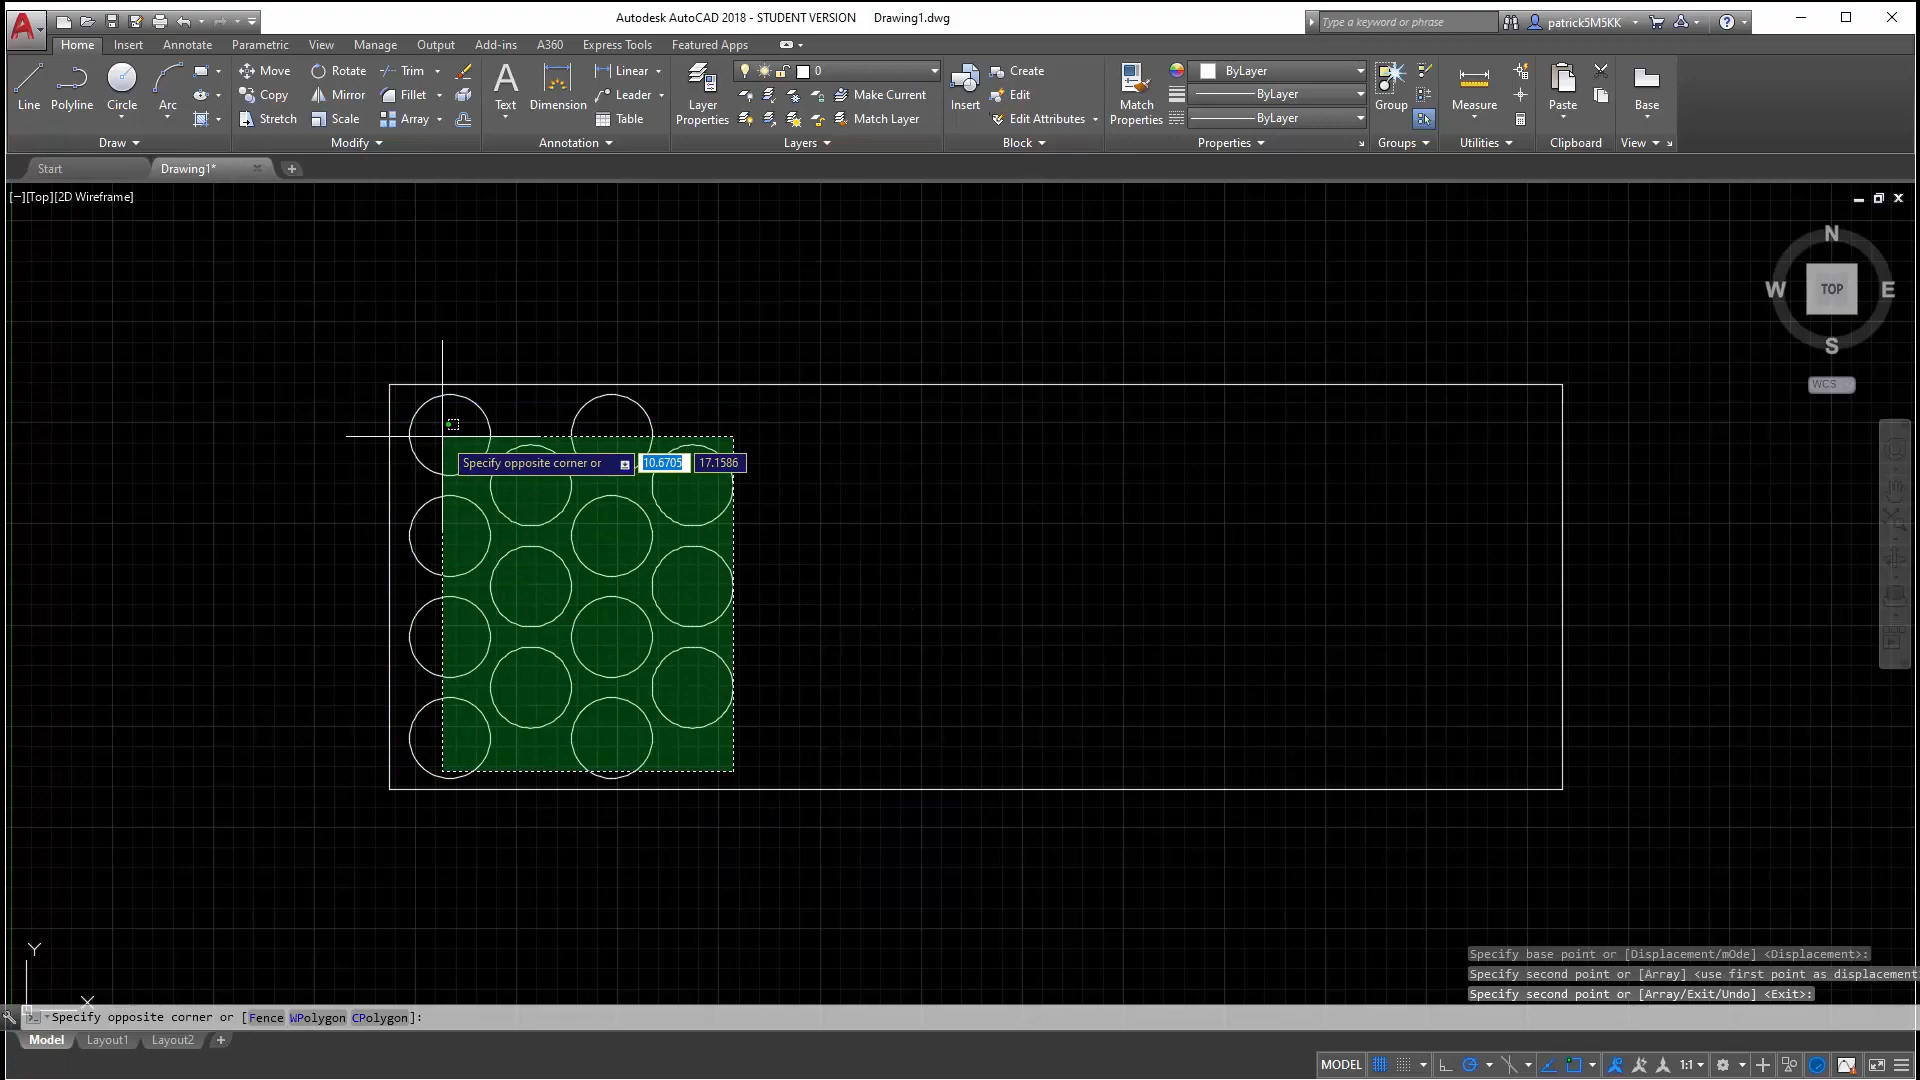 Autodesk AutoCAD 2018 - STUDENT VERSION Drawing1.dwg
Type a keyword or phrase
patrick5M5KK
Home Insert Annotate Parametric View Manage Output Add-ins A360 Express Tools Featured Apps
Line Polyline Circle Arc
Move Rotate Trim
Copy Mirror Fillet
Stretch Scale Array
Text Dimension
Linear
Leader
Table
Layer Properties
0
Make Current
Match Layer
Insert
Create
Edit
Edit Attributes
Match Properties
ByLayer
ByLayer
ByLayer
Group
Measure
Paste
Base
Draw Modify Annotation Layers Block Properties Groups Utilities Clipboard View
Start Drawing1*
[−][Top][2D Wireframe]
N
W TOP E
S
WCS
Specify opposite corner or 10.6705 17.1586
Y
X
Specify base point or [Displacement/mOde] <Displacement>:
Specify second point or [Array] <use first point as displacement
Specify second point or [Array/Exit/Undo] <Exit>:
Specify opposite corner or [Fence WPolygon CPolygon]:
Model Layout1 Layout2
MODEL 1:1